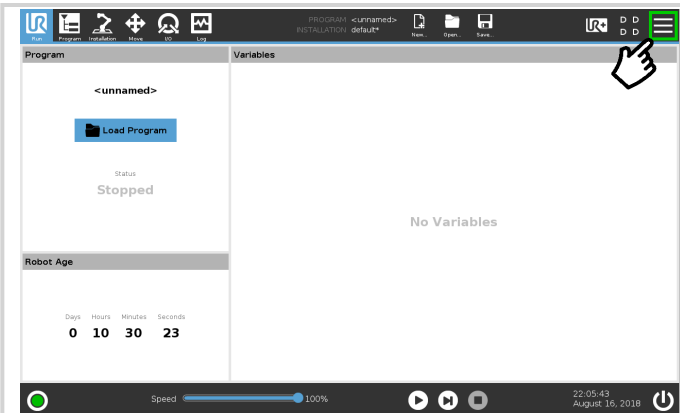 UR
Run
Program
Installation
Move
I/O
Log
PROGRAM <unnamed>
INSTALLATION default*
New...
Open...
Save...
UR+
D D
D D
Program
<unnamed>
Load Program
Status
Stopped
Variables
No Variables
Robot Age
Days Hours Minutes Seconds
0 10 30 23
Speed 100%
22:05:43
August 16, 2018